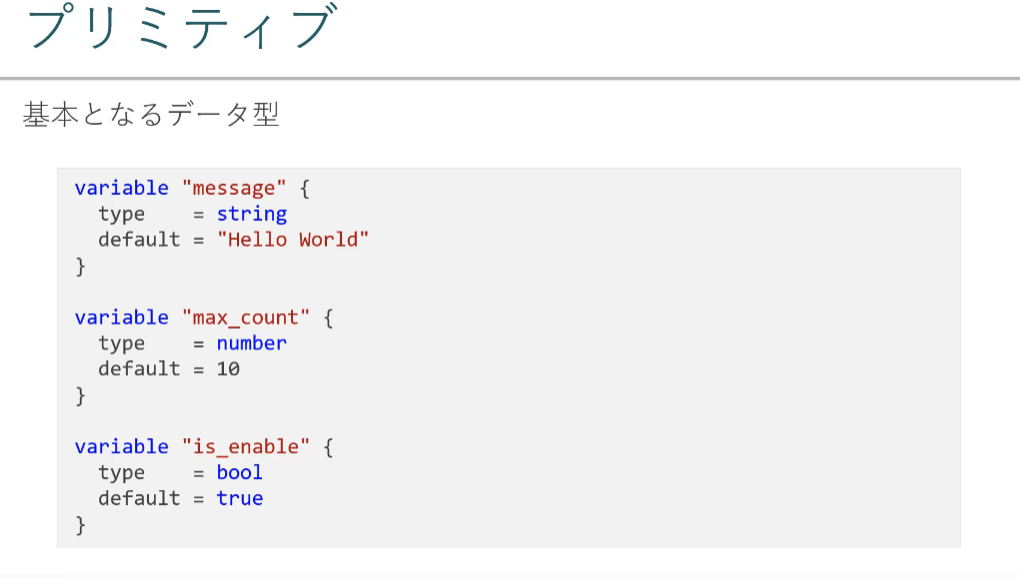 プリミティブ
基本となるデータ型
variable "message" {
  type    = string
  default = "Hello World"
}
variable "max_count" {
  type    = number
  default = 10
}
variable "is_enable" {
  type    = bool
  default = true
}